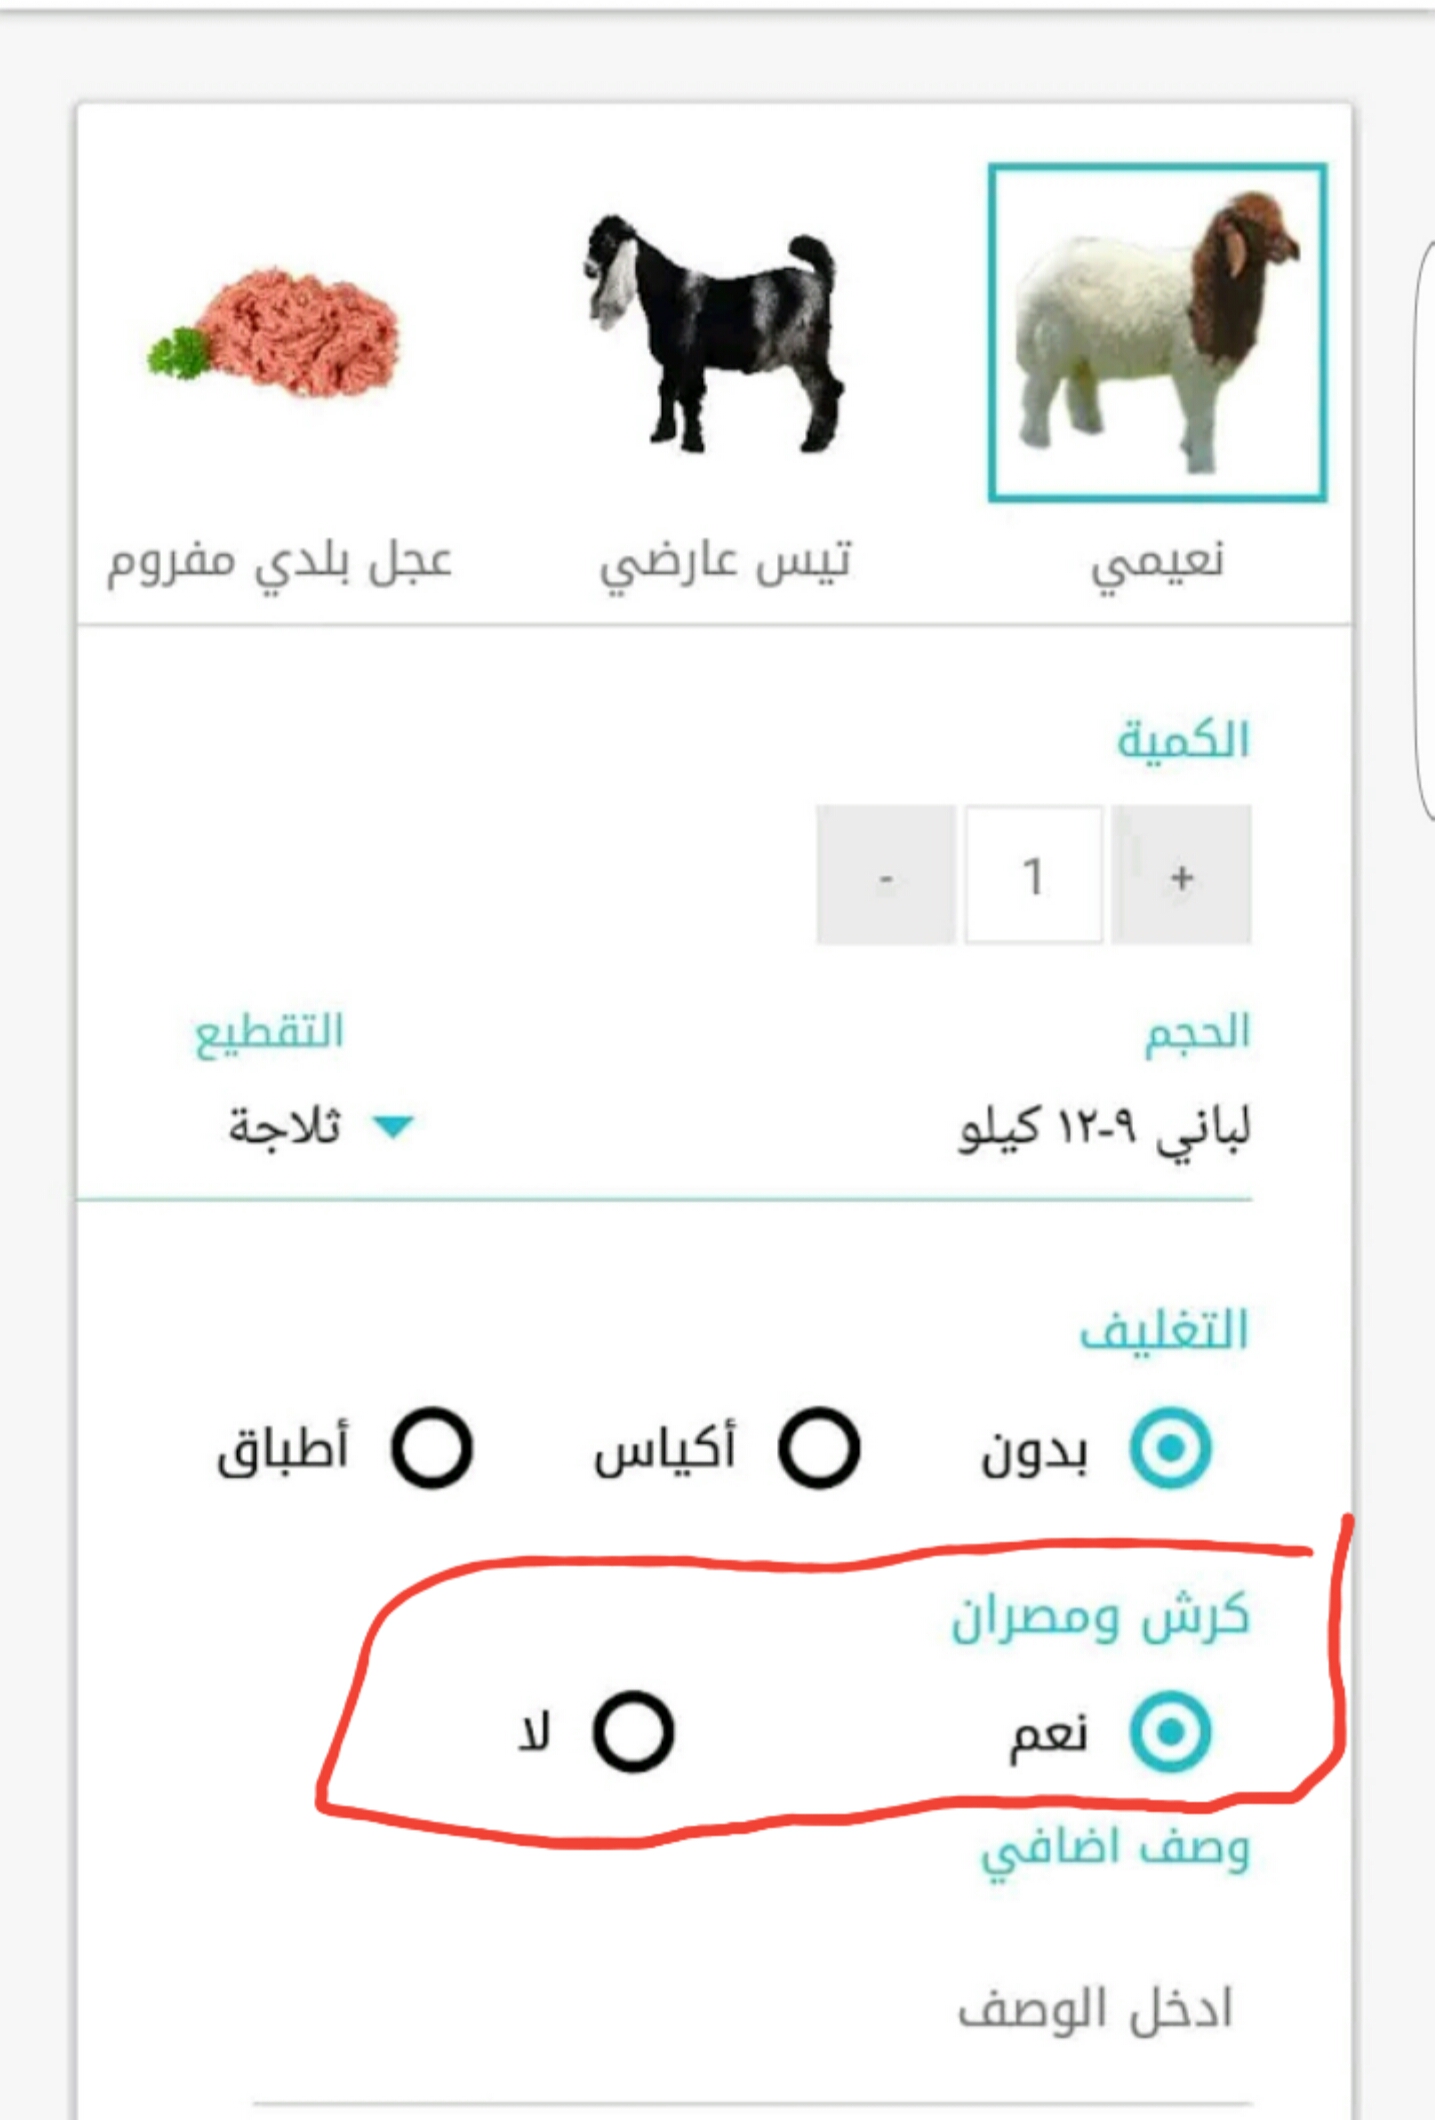 نعيمي
تيس عارضي
عجل بلدي مفروم
الكمية
+ 1 -
الحجم
التقطيع
لباني ٩-١٢ كيلو
ثلاجة
التغليف
بدون
أكياس
أطباق
كرش ومصران
نعم
لا
وصف اضافي
ادخل الوصف